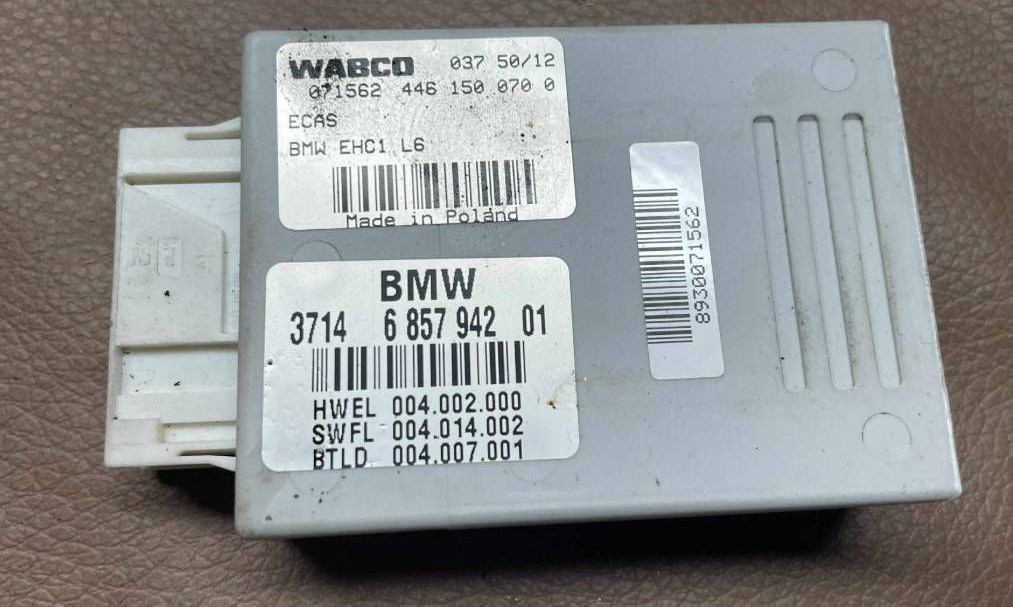 WABCO 037 50/12
071562 446 150 070 0
ECAS
BMW EHC1 L6
Made in Poland
BMW
3714 6 857 942 01
HWEL 004.002.000
SWFL 004.014.002
BTLD 004.007.001
8930071562